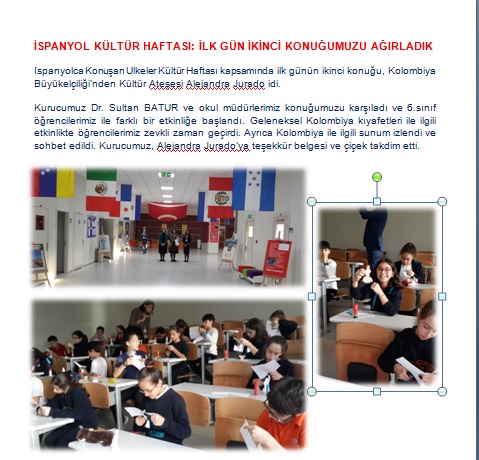 İSPANYOL KÜLTÜR HAFTASI: İLK GÜN İKİNCİ KONUĞUMUZU AĞIRLADIK
Ispanyolca Konuşan Ulkeler Kültür Haftası kapsamında ilk günün ikinci konuğu, Kolombiya
Büyükelçiliği'nden Kültür Ateşesi Alejandra Jurado idi.
Kurucumuz Dr. Sultan BATUR ve okul müdürlerimiz konuğumuzu karşıladı ve 6.sınıf
öğrencilerimiz ile farklı bir etkinliğe başlandı. Geleneksel Kolombiya kıyafetleri ile ilgili
etkinlikte öğrencilerimiz zevkli zaman geçirdi. Ayrıca Kolombiya ile ilgili sunum izlendi ve
sohbet edildi. Kurucumuz, Alejandra Jurado'ya teşekkür belgesi ve çiçek takdim etti.